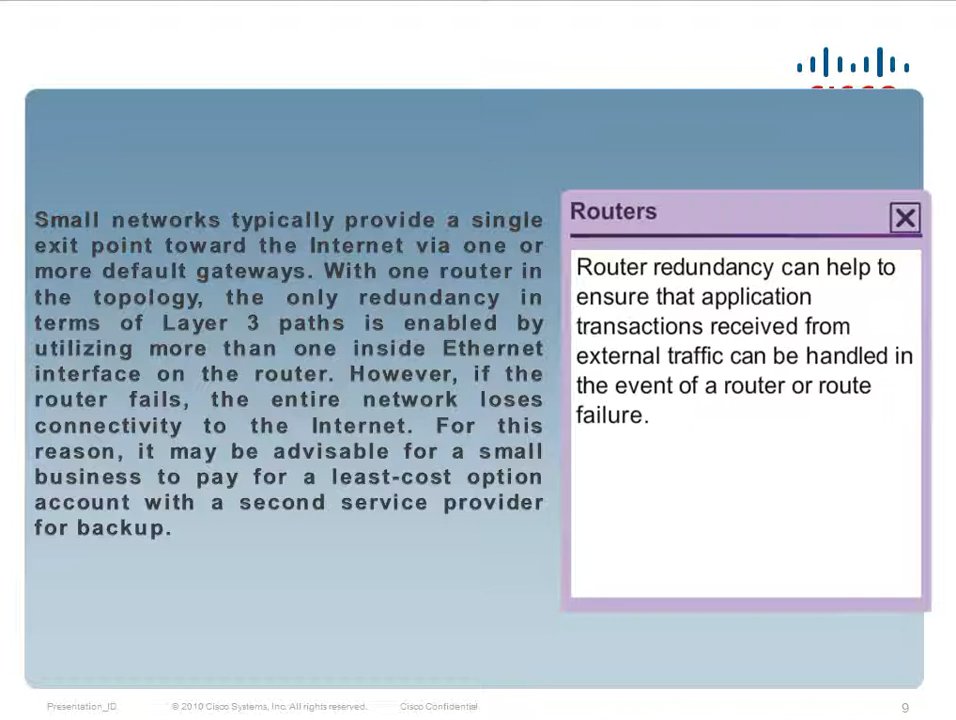 Small networks typically provide a single
exit point toward the Internet via one or
more default gateways. With one router in
the topology, the only redundancy in
terms of Layer 3 paths is enabled by
utilizing more than one inside Ethernet
interface on the router. However, if the
router fails, the entire network loses
connectivity to the Internet. For this
reason, it may be advisable for a small
business to pay for a least-cost option
account with a second service provider
for backup.
Routers
Router redundancy can help to
ensure that application
transactions received from
external traffic can be handled in
the event of a router or route
failure.
Presentation_ID © 2010 Cisco Systems, Inc. All rights reserved. Cisco Confidential 9